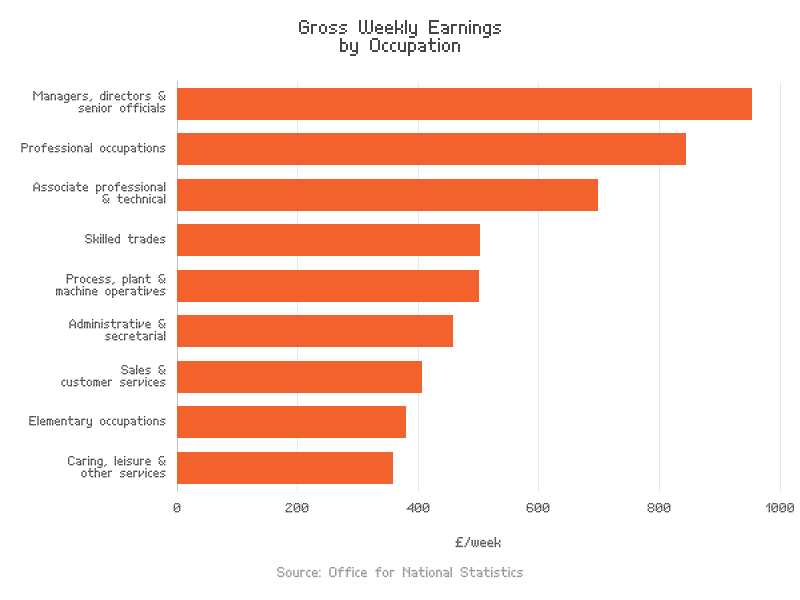 Gross Weekly Earnings
by Occupation
Managers, directors &
senior officials
Professional occupations
Associate professional
& technical
Skilled trades
Process, plant &
machine operatives
Administrative &
secretarial
Sales &
customer services
Elementary occupations
Caring, leisure &
other services
0 200 400 600 800 1000
£/week
Source: Office for National Statistics